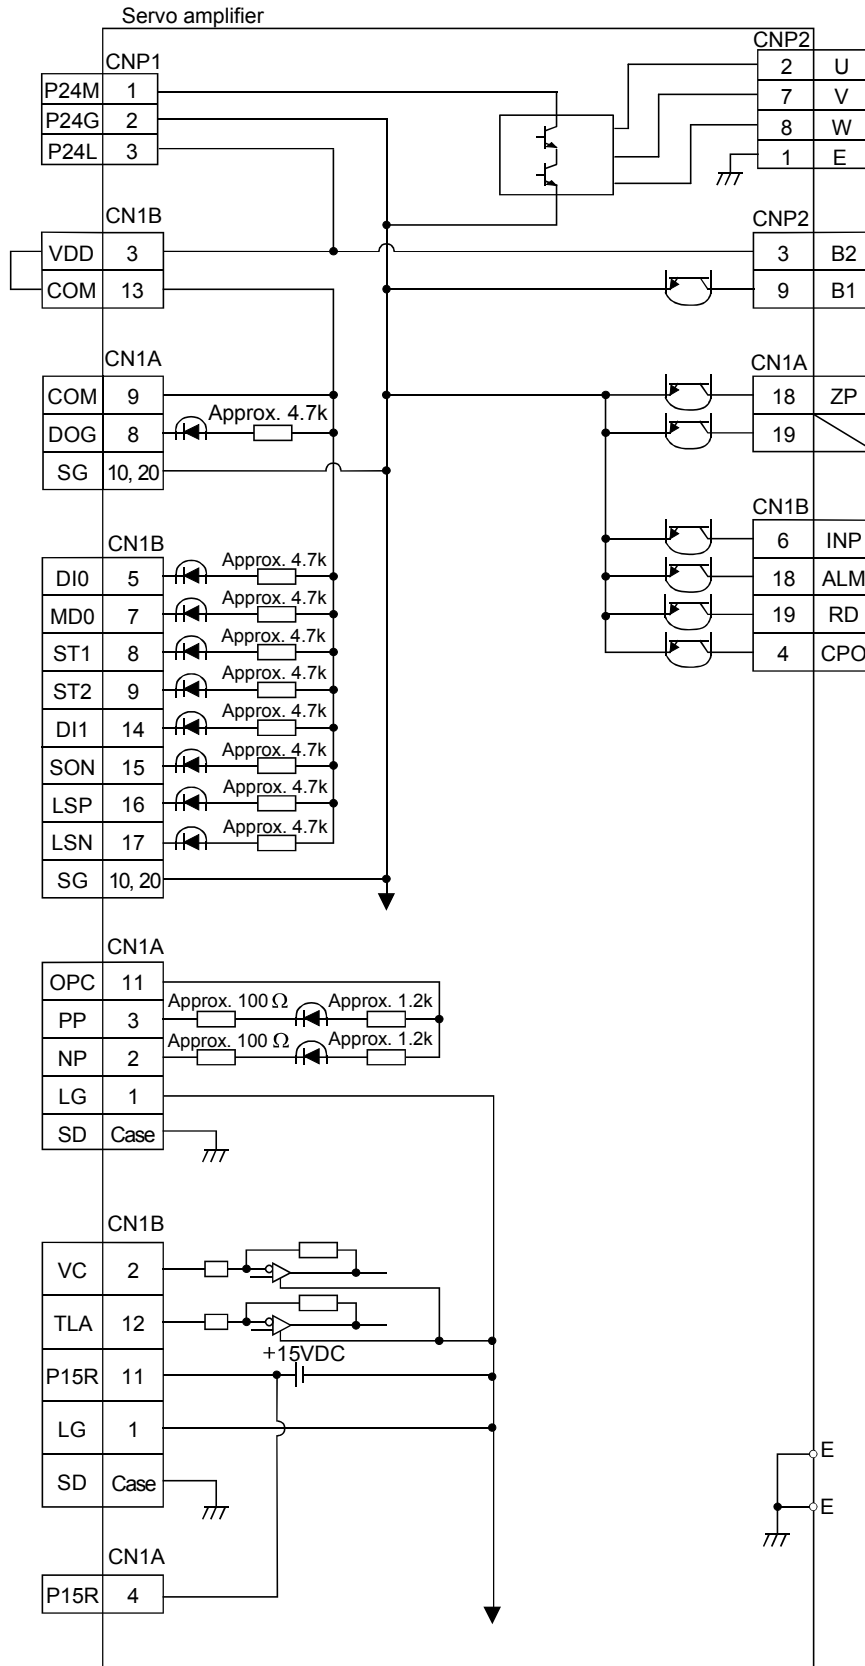 Servo amplifier
CNP1
P24M 1
P24G 2
P24L 3
CNP2
2 U
7 V
8 W
1 E
CN1B
VDD 3
COM 13
CNP2
3 B2
9 B1
CN1A
COM 9
DOG 8 Approx. 4.7k
SG 10, 20
CN1A
18 ZP
19
CN1B
DI0 5 Approx. 4.7k
MD0 7 Approx. 4.7k
ST1 8 Approx. 4.7k
ST2 9 Approx. 4.7k
DI1 14 Approx. 4.7k
SON 15 Approx. 4.7k
LSP 16 Approx. 4.7k
LSN 17 Approx. 4.7k
SG 10, 20
CN1B
6 INP
18 ALM
19 RD
4 CPO
CN1A
OPC 11
PP 3 Approx. 100 Ω Approx. 1.2k
NP 2 Approx. 100 Ω Approx. 1.2k
LG 1
SD Case
CN1B
VC 2
TLA 12
+15VDC
P15R 11
LG 1
SD Case
E
E
CN1A
P15R 4